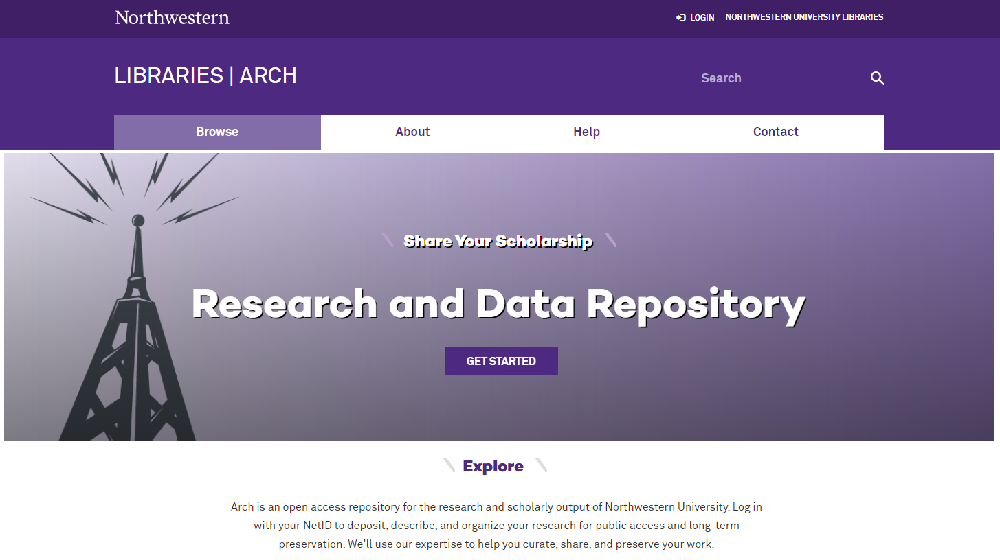 Northwestern
LOGIN
NORTHWESTERN UNIVERSITY LIBRARIES
LIBRARIES | ARCH
Search
Browse
About
Help
Contact
Share Your Scholarship
Research and Data Repository
GET STARTED
Explore
Arch is an open access repository for the research and scholarly output of Northwestern University. Log in
with your NetID to deposit, describe, and organize your research for public access and long-term
preservation. We'll use our expertise to help you curate, share, and preserve your work.